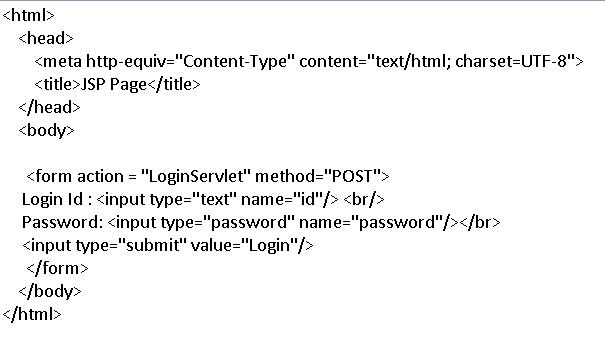 <html>
<head>
<meta http-equiv="Content-Type" content="text/html; charset=UTF-8">
<title>JSP Page</title>
</head>
<body>
<form action = "LoginServlet" method="POST">
Login Id : <input type="text" name="id"/> <br/>
Password: <input type="password" name="password"/></br>
<input type="submit" value="Login"/>
</form>
</body>
</html>